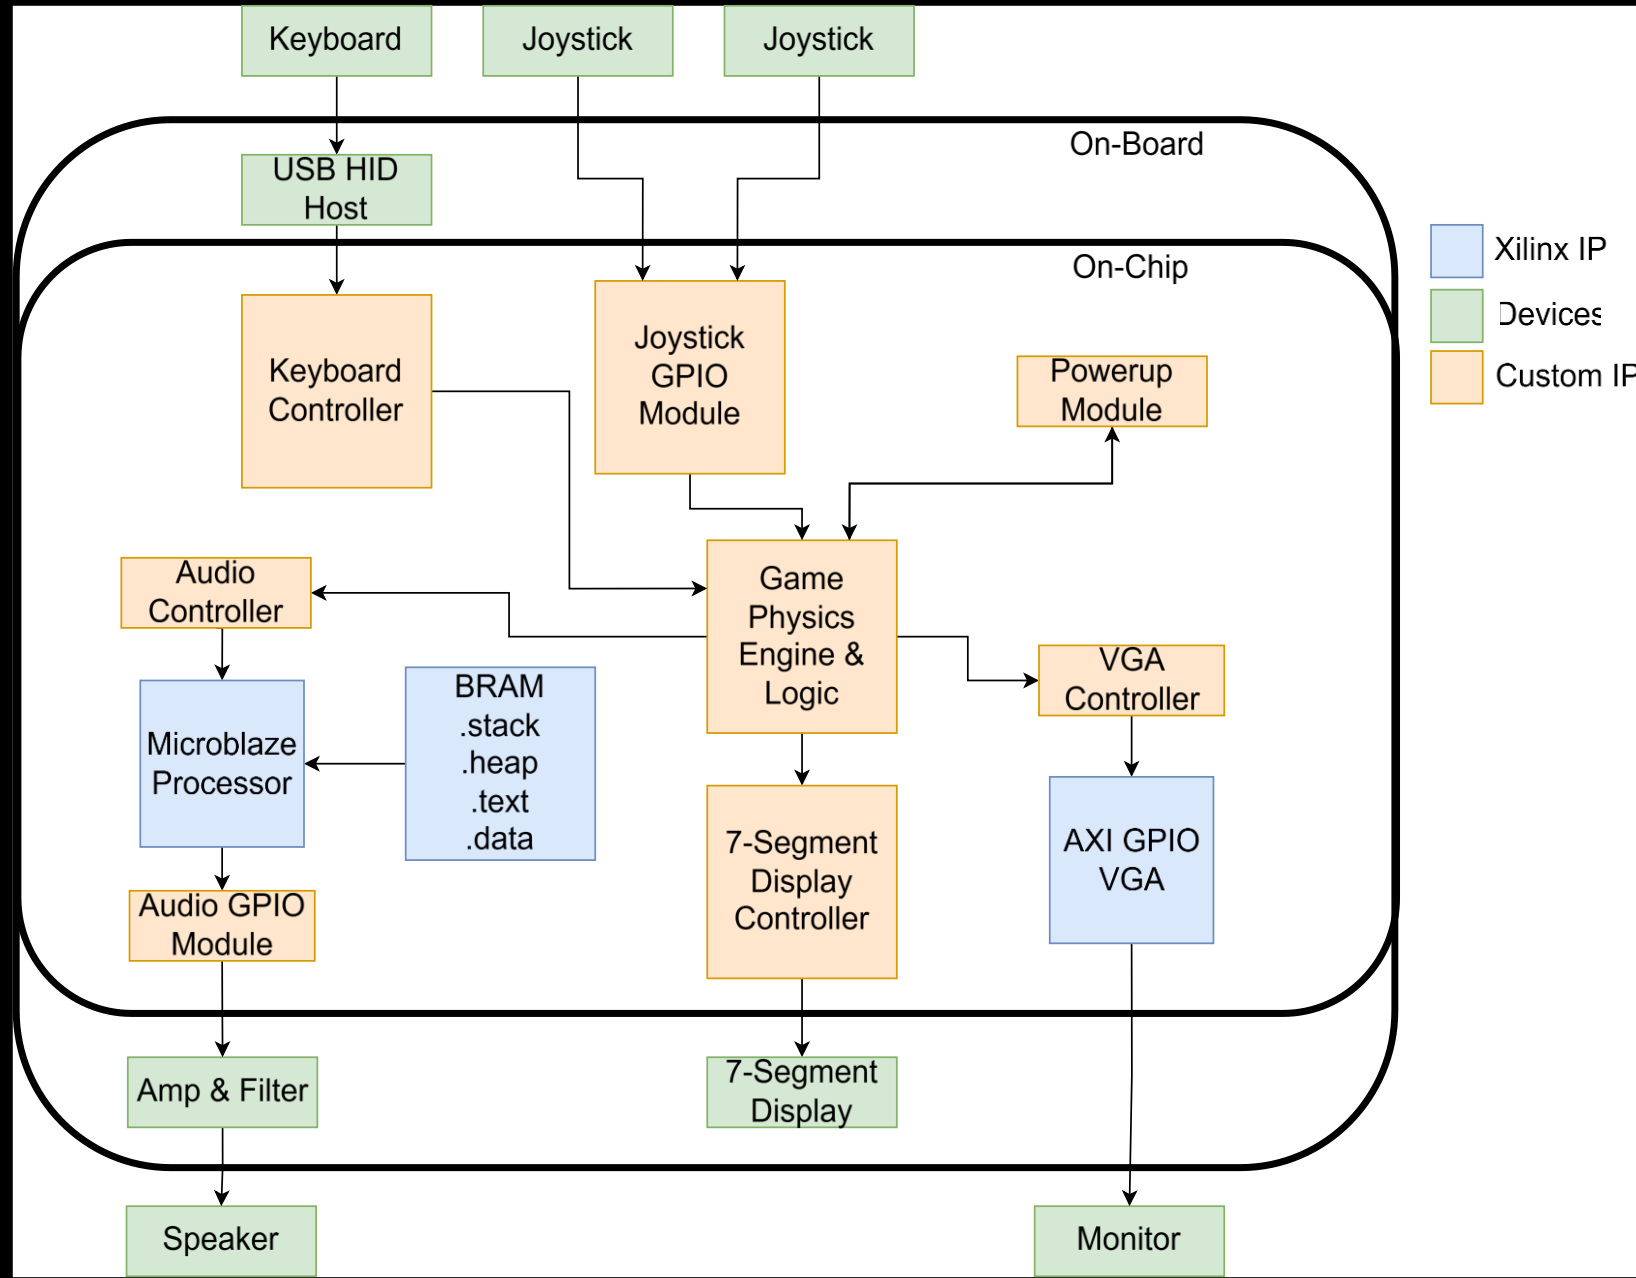 Keyboard
Joystick
Joystick
On-Board
USB HID
Host
On-Chip
Xilinx IP
Devices
Custom IP
Keyboard
Controller
Joystick
GPIO
Module
Powerup
Module
Audio
Controller
Game
Physics
Engine &
Logic
VGA
Controller
Microblaze
Processor
BRAM
.stack
.heap
.text
.data
7-Segment
Display
Controller
AXI GPIO
VGA
Audio GPIO
Module
Amp & Filter
7-Segment
Display
Speaker
Monitor